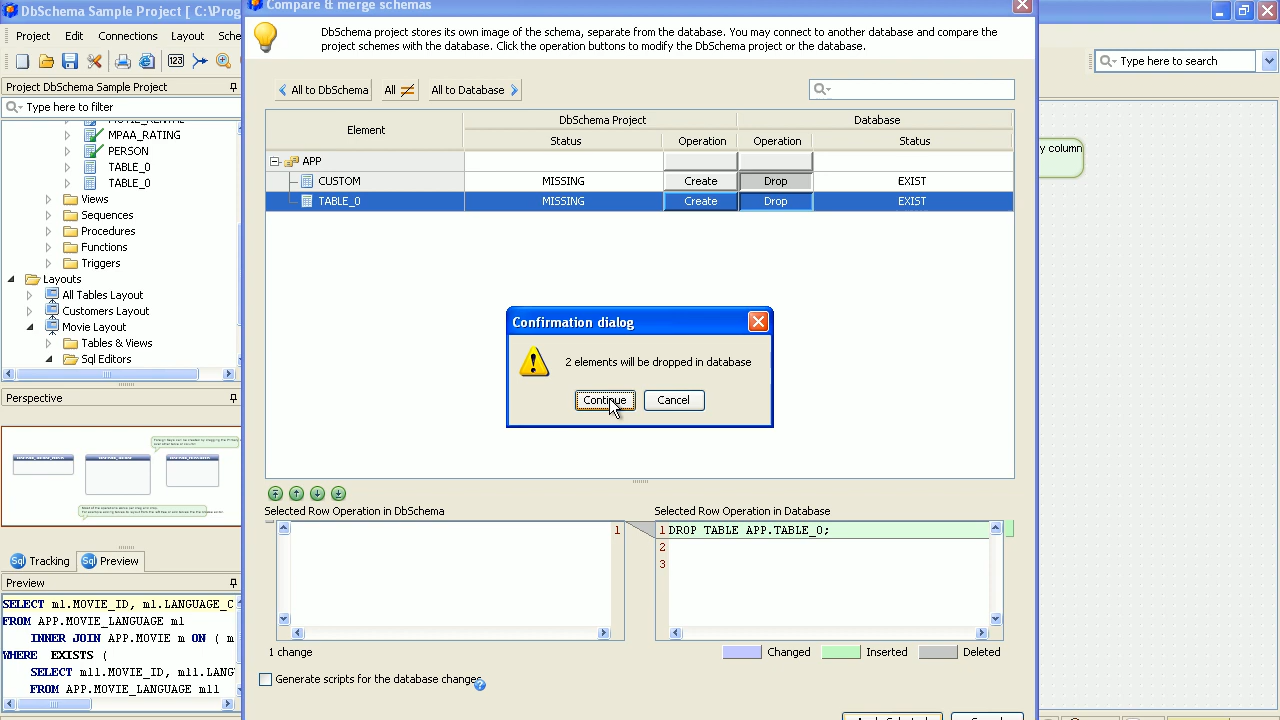 DbSchema Sample Project [ C:\Prog
Compare & merge schemas
Project Edit Connections Layout Sche
DbSchema project stores its own image of the schema, separate from the database. You may connect to another database and compare the
project schemes with the database. Click the operation buttons to modify the DbSchema project or the database.
Type here to search
Project DbSchema Sample Project
Type here to filter
All to DbSchema All All to Database
MPAA_RATING
PERSON
TABLE_0
TABLE_0
Views
Sequences
Procedures
Functions
Triggers
Layouts
All Tables Layout
Customers Layout
Movie Layout
Tables & Views
Sql Editors
Element DbSchema Project Database
Status Operation Operation Status
APP
CUSTOM MISSING Create Drop EXIST
TABLE_0 MISSING Create Drop EXIST
y column
Confirmation dialog
2 elements will be dropped in database
Continue Cancel
Perspective
Selected Row Operation in DbSchema Selected Row Operation in Database
1 1 DROP TABLE APP.TABLE_0;
2
3
Sql Tracking Sql Preview
Preview
SELECT m1.MOVIE_ID, m1.LANGUAGE_C
FROM APP.MOVIE_LANGUAGE m1
INNER JOIN APP.MOVIE m ON ( m
WHERE EXISTS (
SELECT m11.MOVIE_ID, m11.LANG
FROM APP.MOVIE_LANGUAGE m11
1 change Changed Inserted Deleted
Generate scripts for the database changes